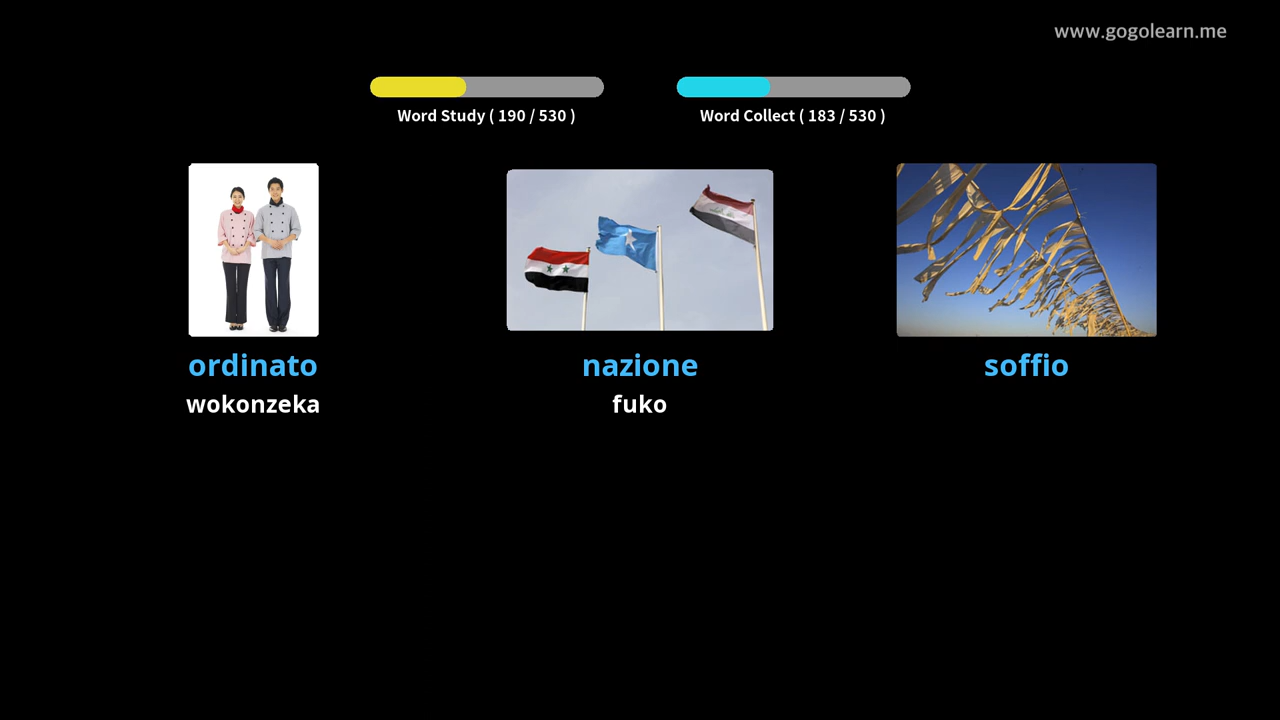 www.gogolearn.me
Word Study ( 190 / 530 )
Word Collect ( 183 / 530 )
ordinato
nazione
soffio
wokonzeka
fuko